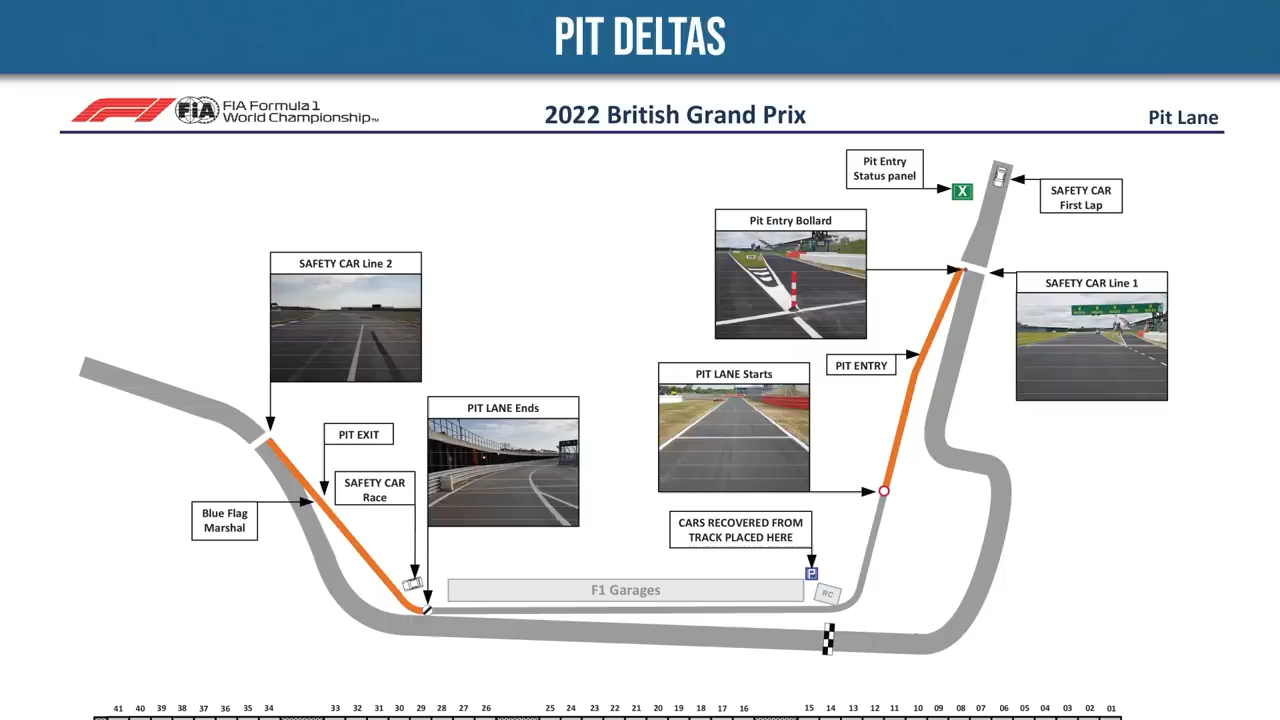 PIT DELTAS
F1
FIA
FIA Formula 1
World Championship™
2022 British Grand Prix
Pit Lane
Pit Entry
Status panel
X
SAFETY CAR
First Lap
Pit Entry Bollard
SAFETY CAR Line 2
SAFETY CAR Line 1
PIT ENTRY
PIT LANE Starts
PIT LANE Ends
PIT EXIT
SAFETY CAR
Race
Blue Flag
Marshal
CARS RECOVERED FROM
TRACK PLACED HERE
P
F1 Garages
RC
41 40 39 38 37 36 35 34 33 32 31 30 29 28 27 26 25 24 23 22 21 20 19 18 17 16 15 14 13 12 11 10 09 08 07 06 05 04 03 02 01